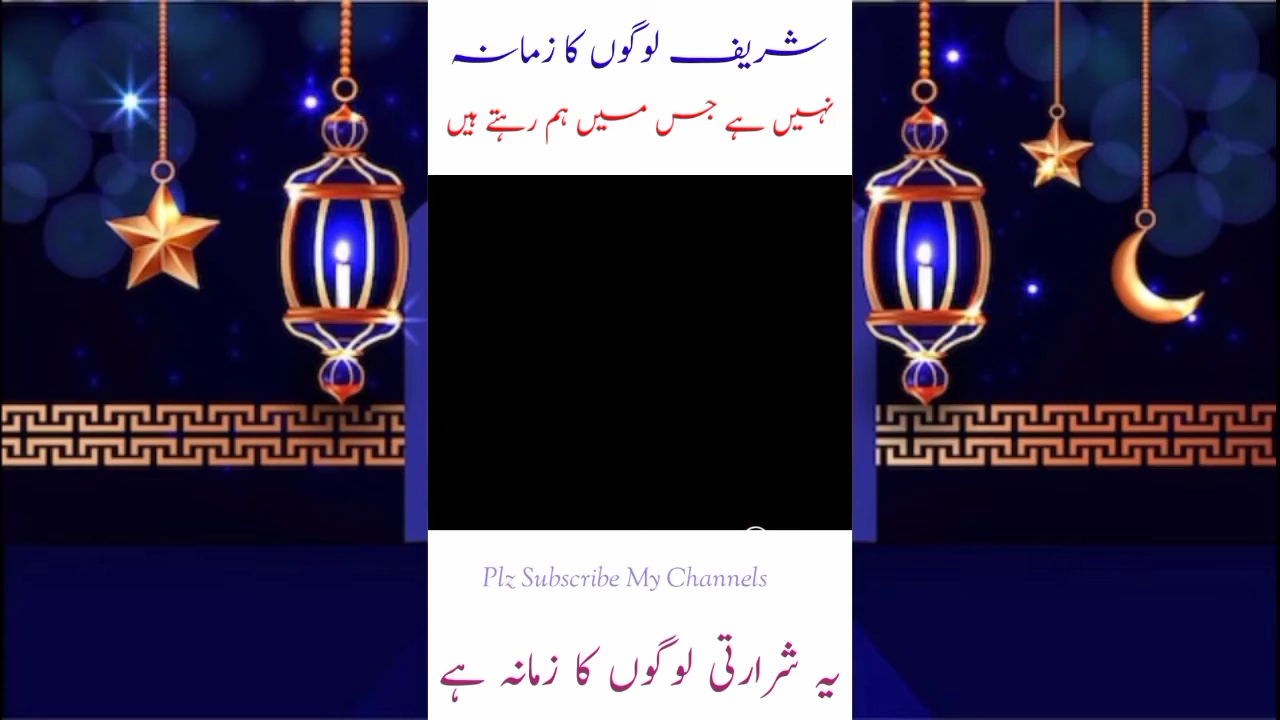 شریف لوگوں کا زمانہ
نہیں ہے جس میں ہم رہتے ہیں
Plz Subscribe My Channels
یہ شرارتی لوگوں کا زمانہ ہے